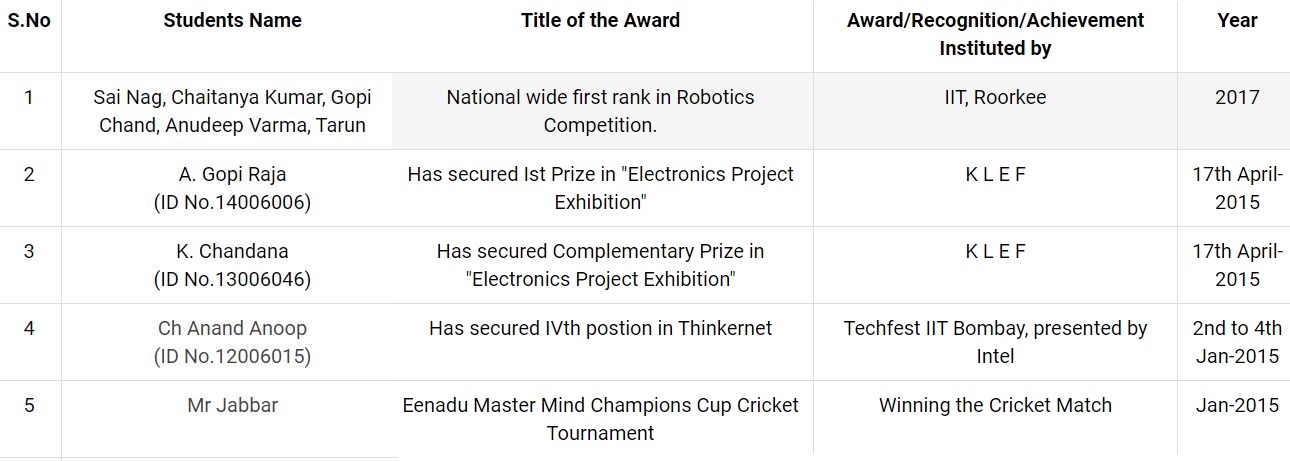 S.No Students Name Title of the Award Award/Recognition/Achievement Instituted by Year
1 Sai Nag, Chaitanya Kumar, Gopi Chand, Anudeep Varma, Tarun National wide first rank in Robotics Competition. IIT, Roorkee 2017
2 A. Gopi Raja (ID No.14006006) Has secured Ist Prize in "Electronics Project Exhibition" K L E F 17th April-2015
3 K. Chandana (ID No.13006046) Has secured Complementary Prize in "Electronics Project Exhibition" K L E F 17th April-2015
4 Ch Anand Anoop (ID No.12006015) Has secured IVth postion in Thinkernet Techfest IIT Bombay, presented by Intel 2nd to 4th Jan-2015
5 Mr Jabbar Eenadu Master Mind Champions Cup Cricket Tournament Winning the Cricket Match Jan-2015